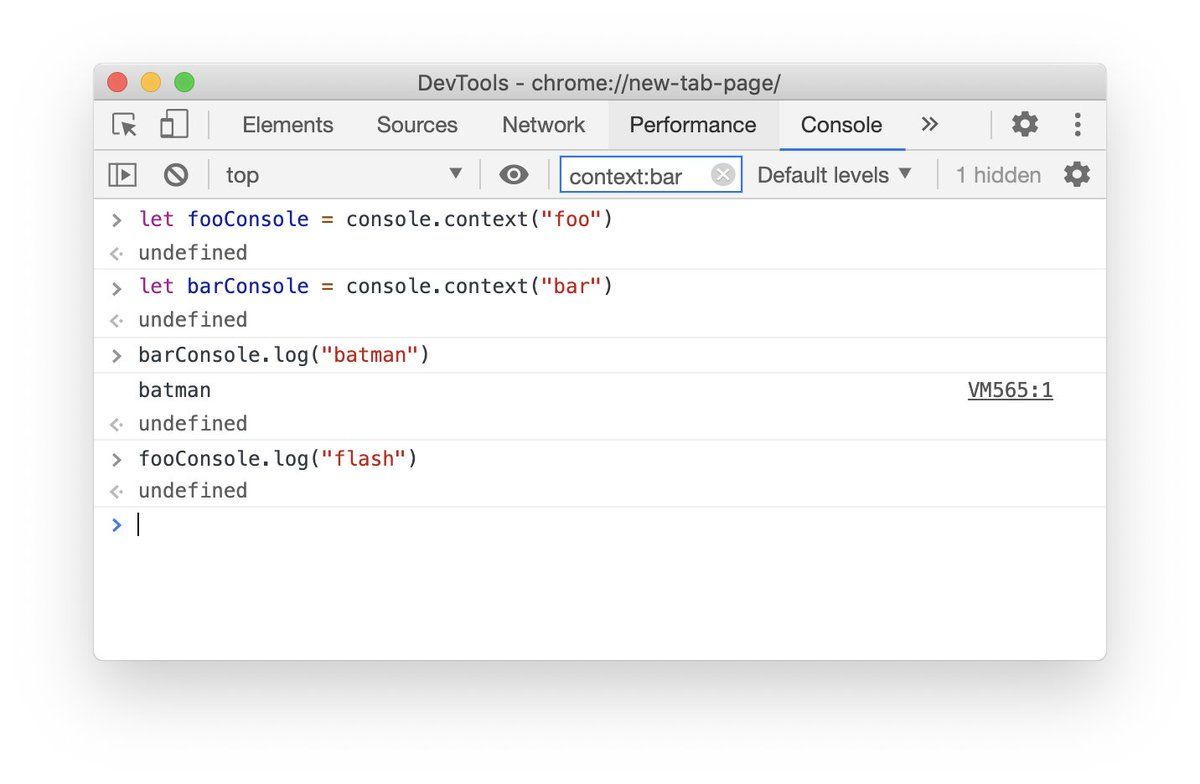 DevTools - chrome://new-tab-page/
Elements Sources Network Performance Console »
top context:bar Default levels 1 hidden
> let fooConsole = console.context("foo")
undefined
> let barConsole = console.context("bar")
undefined
> barConsole.log("batman")
batman VM565:1
undefined
> fooConsole.log("flash")
undefined
>